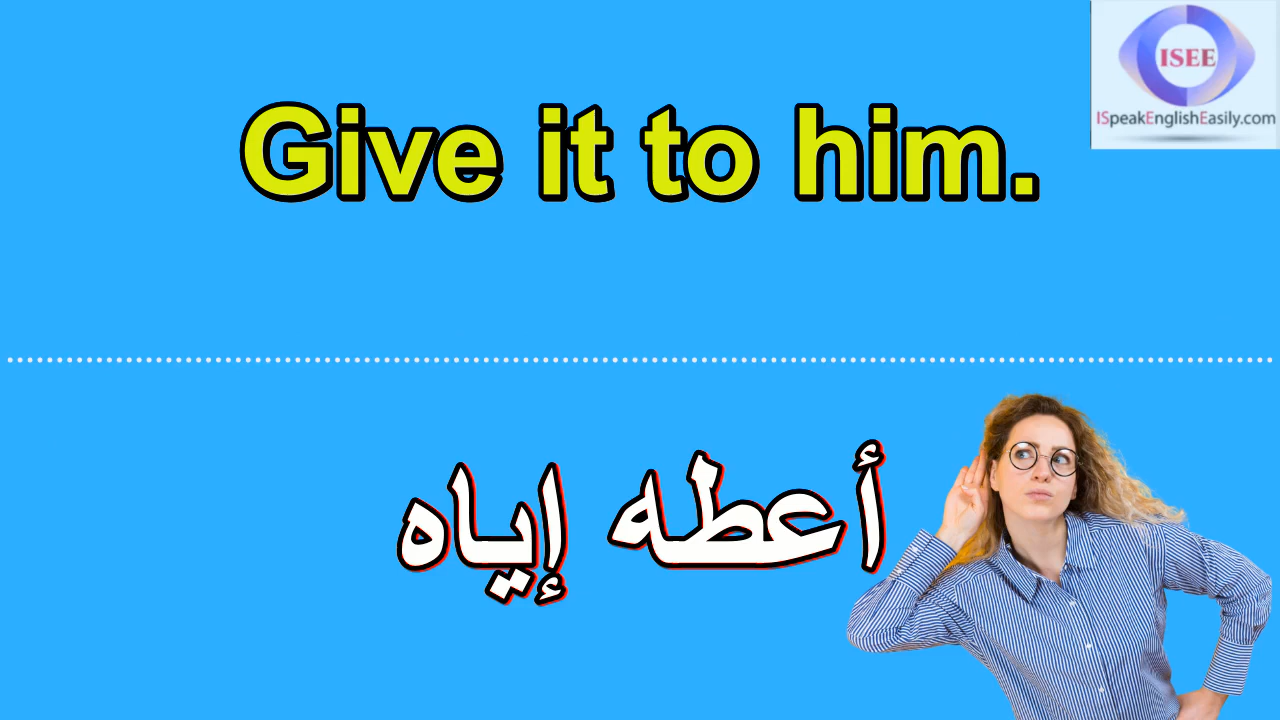 ISEE
ISpeakEnglishEasily.com
Give it to him.
أعطه إياه